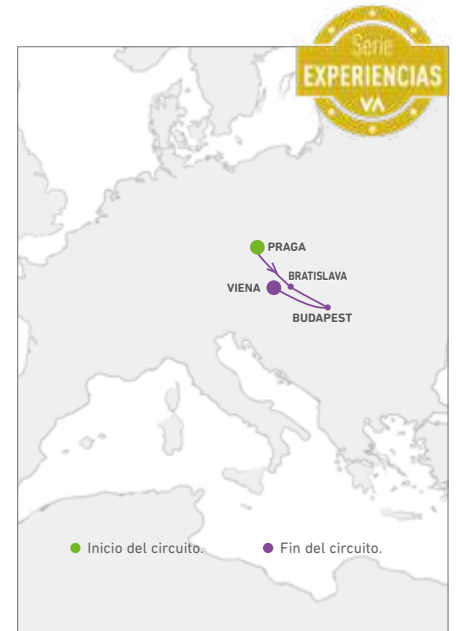 Serie
EXPERIENCIAS
VA
PRAGA
BRATISLAVA
VIENA
BUDAPEST
Inicio del circuito.
Fin del circuito.